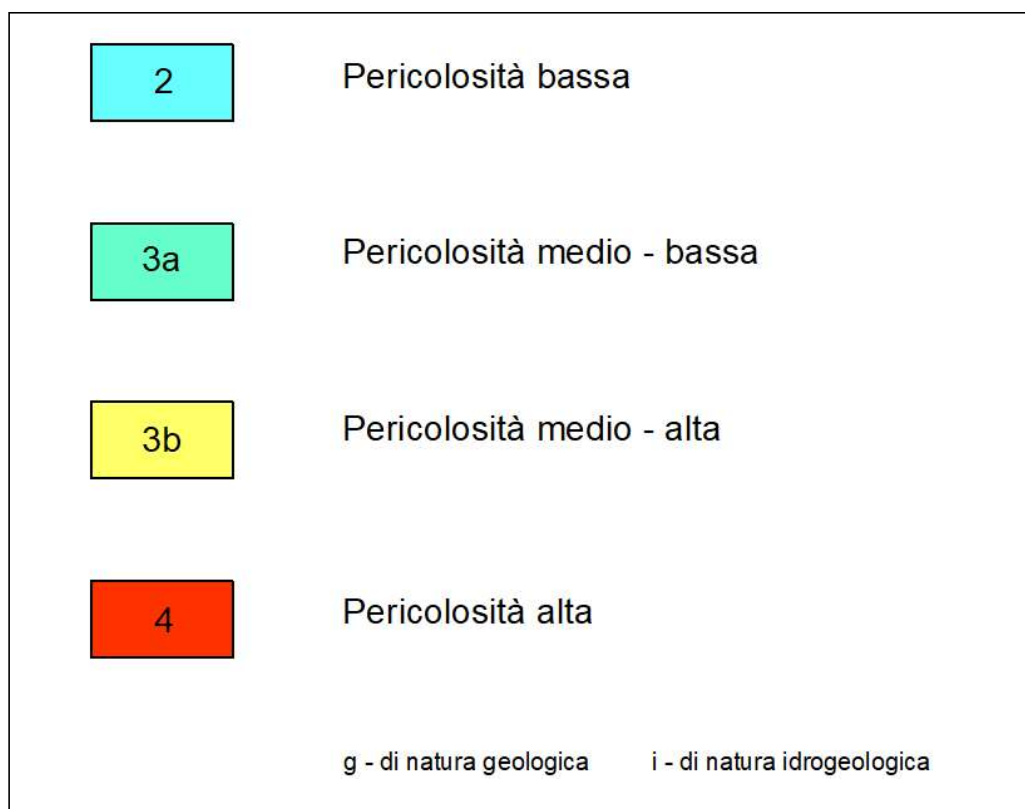 2 Pericolosità bassa
3a Pericolosità medio - bassa
3b Pericolosità medio - alta
4 Pericolosità alta
g - di natura geologica i - di natura idrogeologica